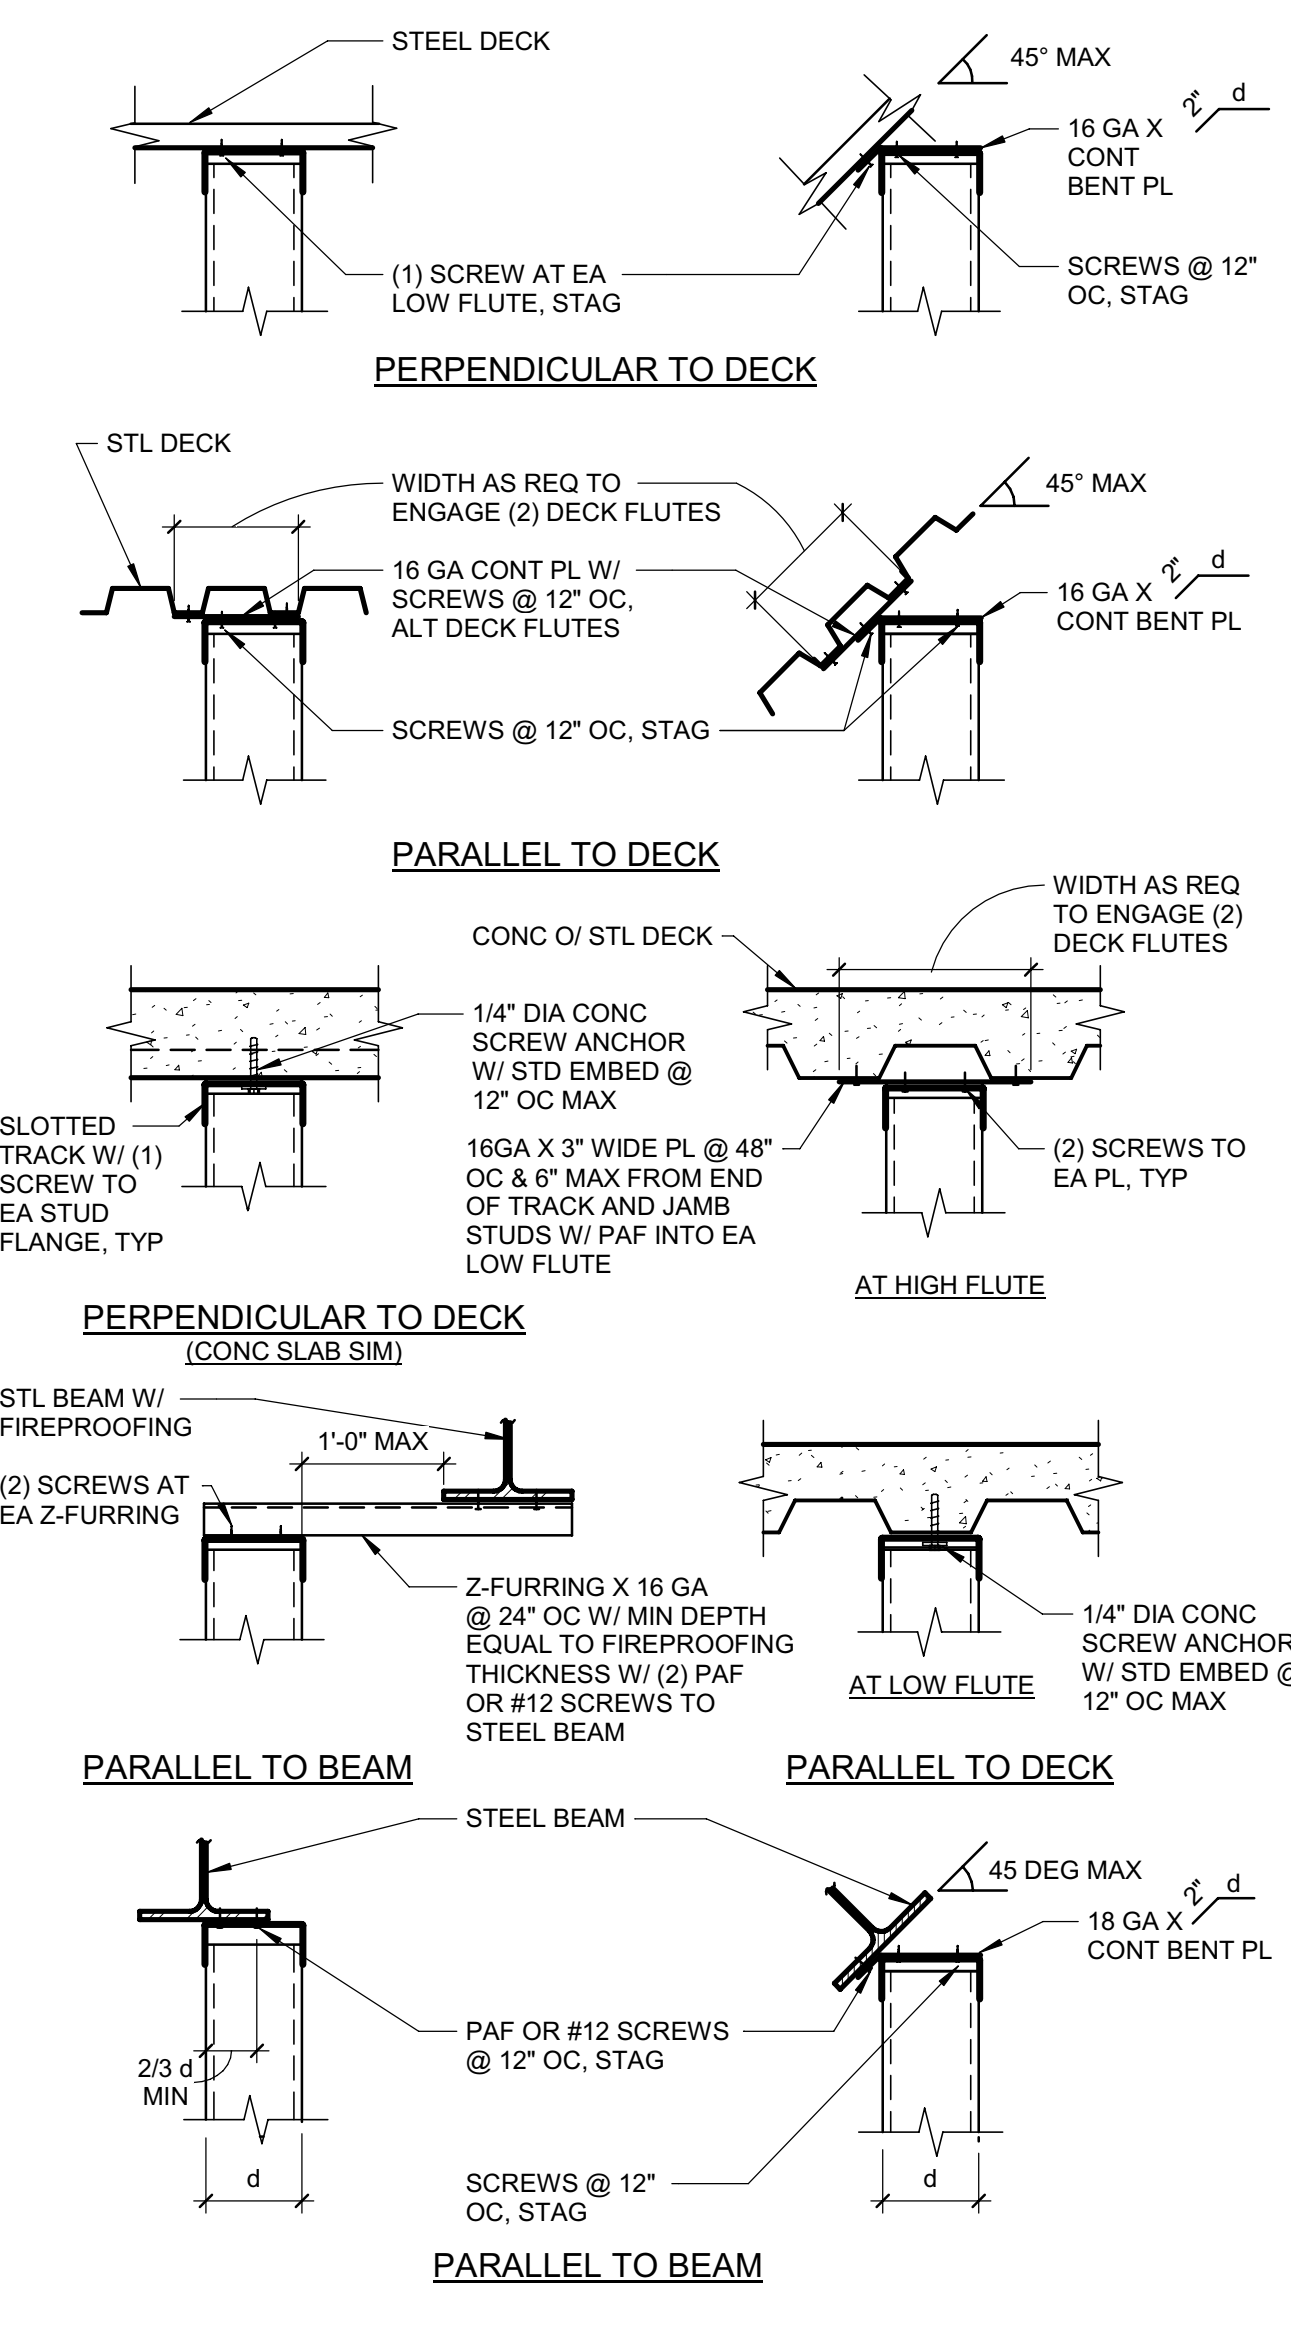 STEEL DECK
45° MAX
2" d
16 GA X
CONT
BENT PL
(1) SCREW AT EA
LOW FLUTE, STAG
SCREWS @ 12"
OC, STAG
PERPENDICULAR TO DECK
STL DECK
WIDTH AS REQ TO
ENGAGE (2) DECK FLUTES
45° MAX
16 GA CONT PL W/
SCREWS @ 12" OC,
ALT DECK FLUTES
2" d
16 GA X
CONT BENT PL
SCREWS @ 12" OC, STAG
PARALLEL TO DECK
WIDTH AS REQ
TO ENGAGE (2)
DECK FLUTES
CONC O/ STL DECK
1/4" DIA CONC
SCREW ANCHOR
W/ STD EMBED @
12" OC MAX
SLOTTED
TRACK W/ (1)
SCREW TO
EA STUD
FLANGE, TYP
16GA X 3" WIDE PL @ 48"
OC & 6" MAX FROM END
OF TRACK AND JAMB
STUDS W/ PAF INTO EA
LOW FLUTE
(2) SCREWS TO
EA PL, TYP
AT HIGH FLUTE
PERPENDICULAR TO DECK
(CONC SLAB SIM)
STL BEAM W/
FIREPROOFING
1'-0" MAX
(2) SCREWS AT
EA Z-FURRING
Z-FURRING X 16 GA
@ 24" OC W/ MIN DEPTH
EQUAL TO FIREPROOFING
THICKNESS W/ (2) PAF
OR #12 SCREWS TO
STEEL BEAM
1/4" DIA CONC
SCREW ANCHOR
W/ STD EMBED @
12" OC MAX
AT LOW FLUTE
PARALLEL TO BEAM
PARALLEL TO DECK
STEEL BEAM
45 DEG MAX
2" d
18 GA X
CONT BENT PL
PAF OR #12 SCREWS
@ 12" OC, STAG
2/3 d
MIN
d
SCREWS @ 12"
OC, STAG
d
PARALLEL TO BEAM